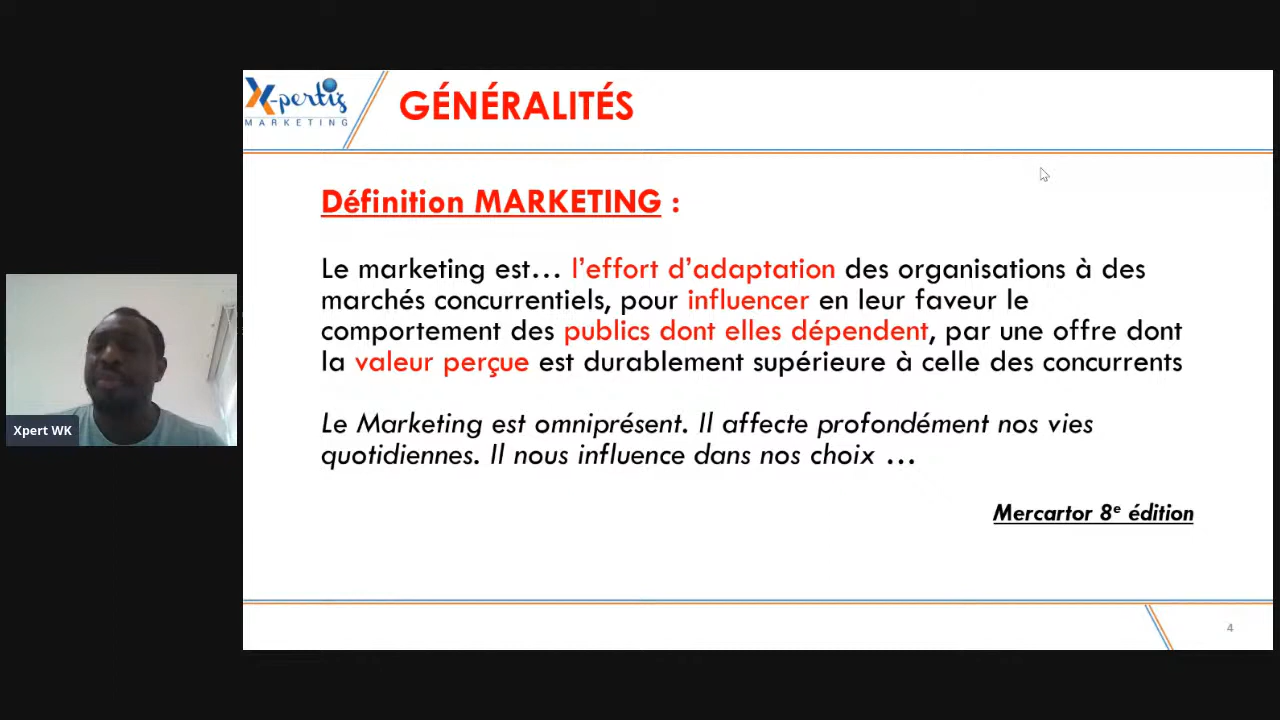 X-pertiz
MARKETING
GÉNÉRALITÉS
Définition MARKETING :
Le marketing est… l’effort d’adaptation des organisations à des
marchés concurrentiels, pour influencer en leur faveur le
comportement des publics dont elles dépendent, par une offre dont
la valeur perçue est durablement supérieure à celle des concurrents
Le Marketing est omniprésent. Il affecte profondément nos vies
quotidiennes. Il nous influence dans nos choix …
Mercartor 8e édition
Xpert WK
4